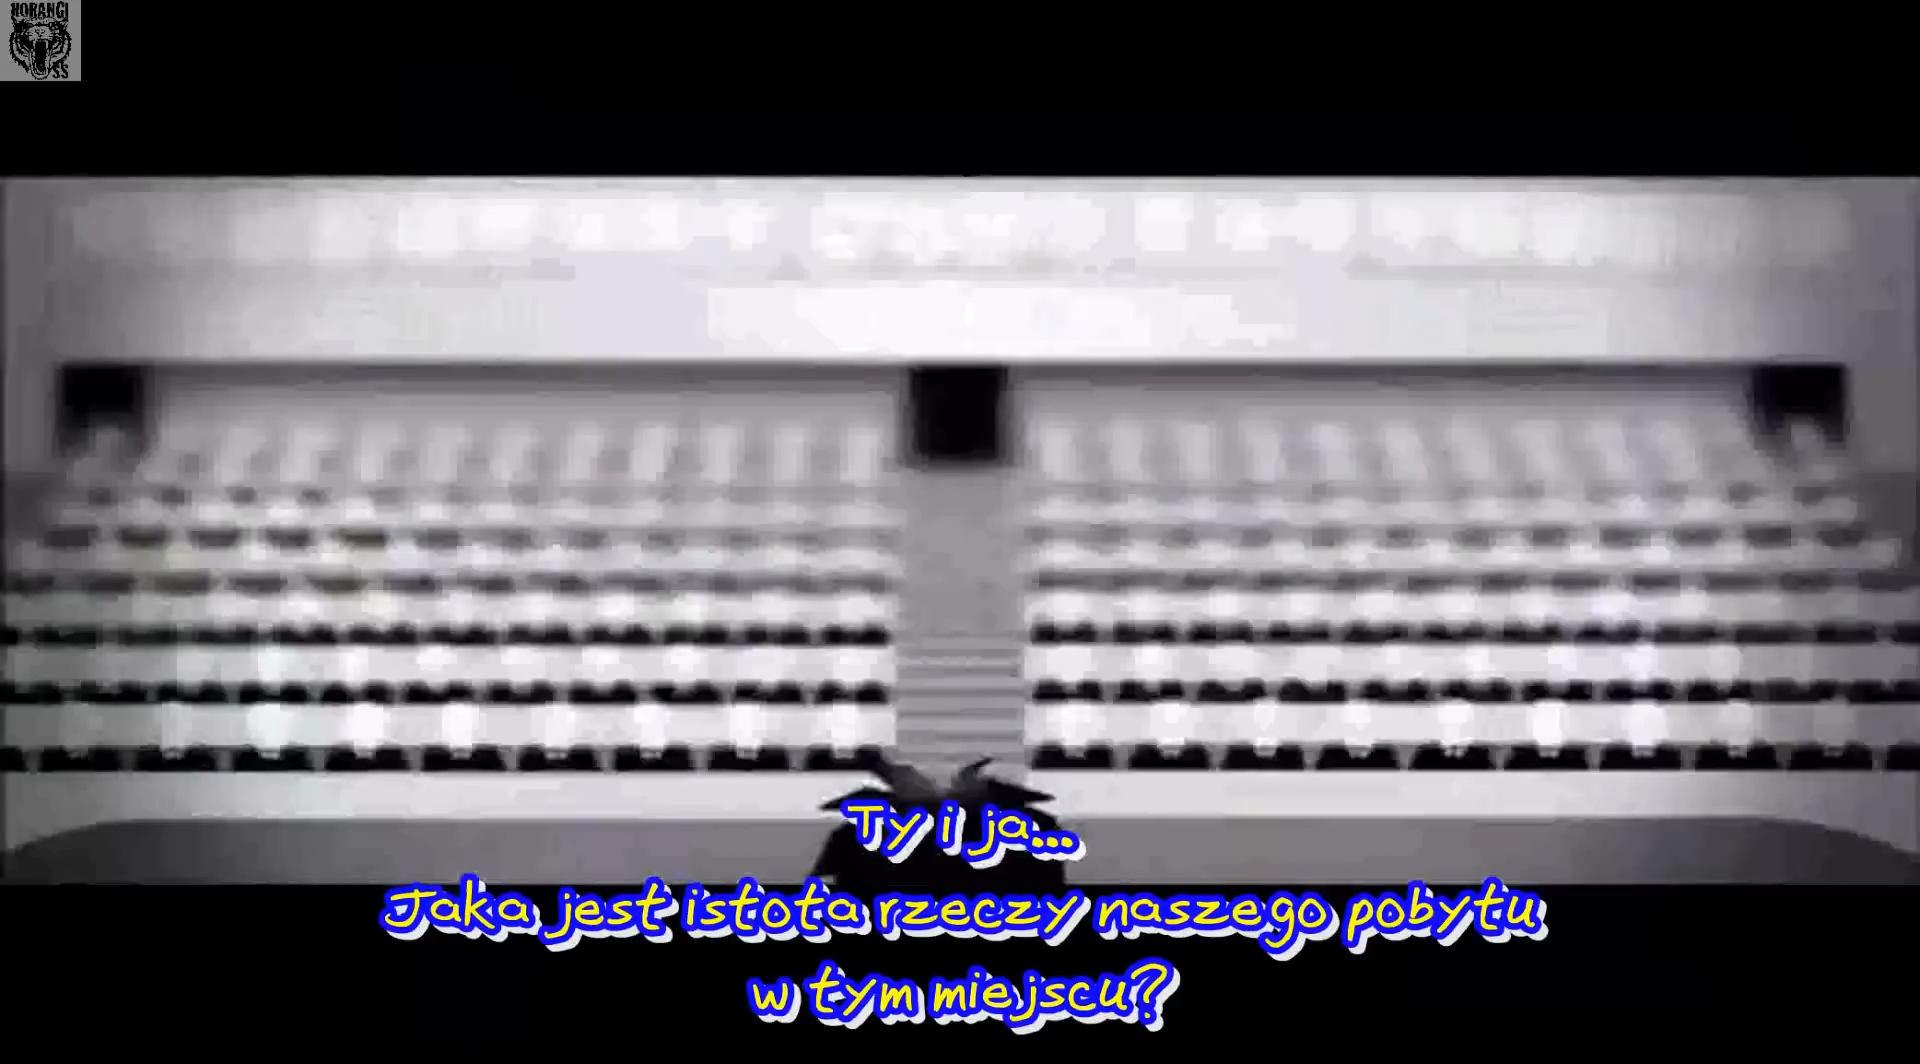 HORANGI
SS
Ty i ja...
Jaka jest istota rzeczy naszego pobytu
w tym miejscu?